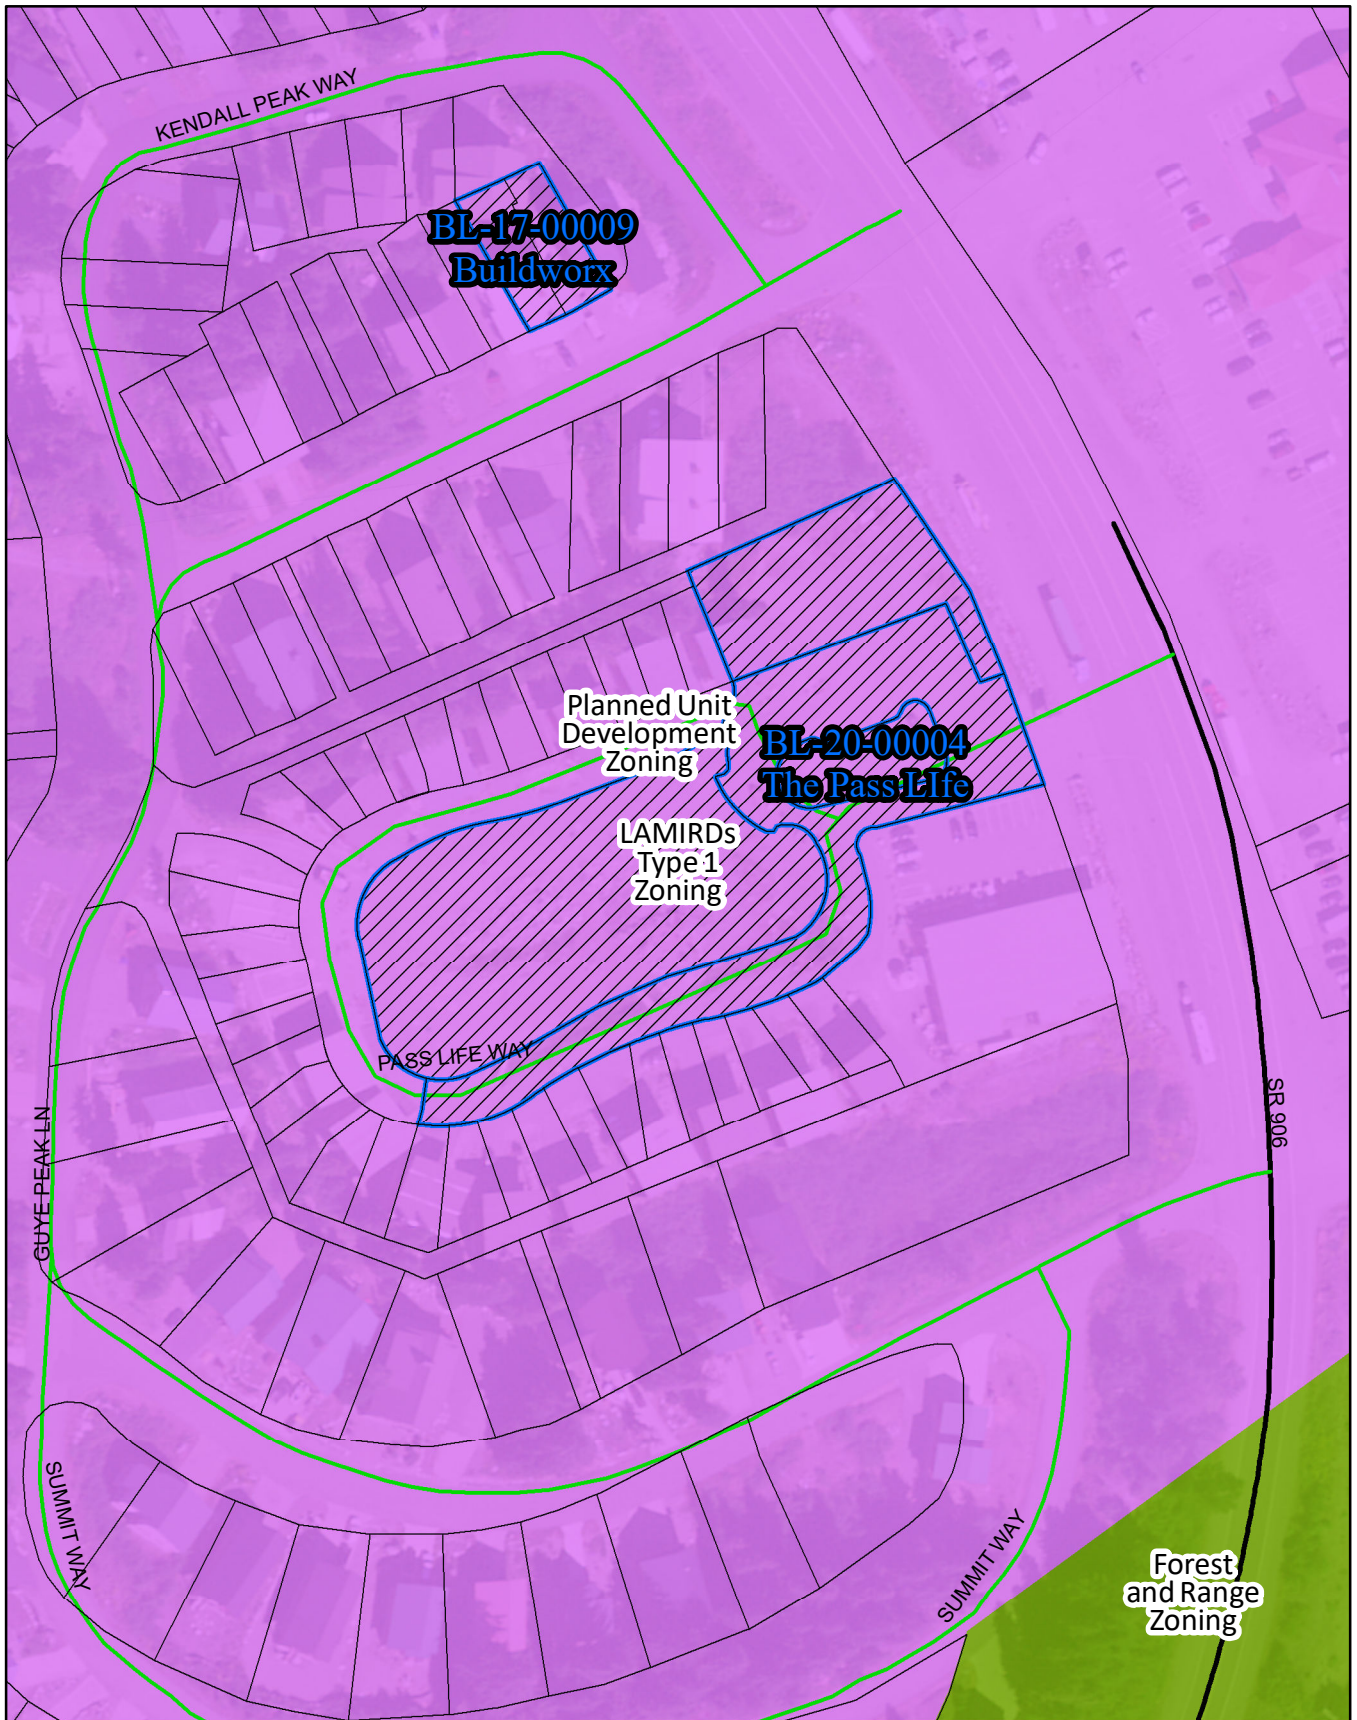 KENDALL PEAK WAY
BL-17-00009
Buildworx
Planned Unit
Development
Zoning
BL-20-00004
The Pass LIfe
LAMIRDs
Type 1
Zoning
PASS LIFE WAY
GUYE PEAK LN
SR 906
SUMMIT WAY
SUMMIT WAY
Forest
and Range
Zoning